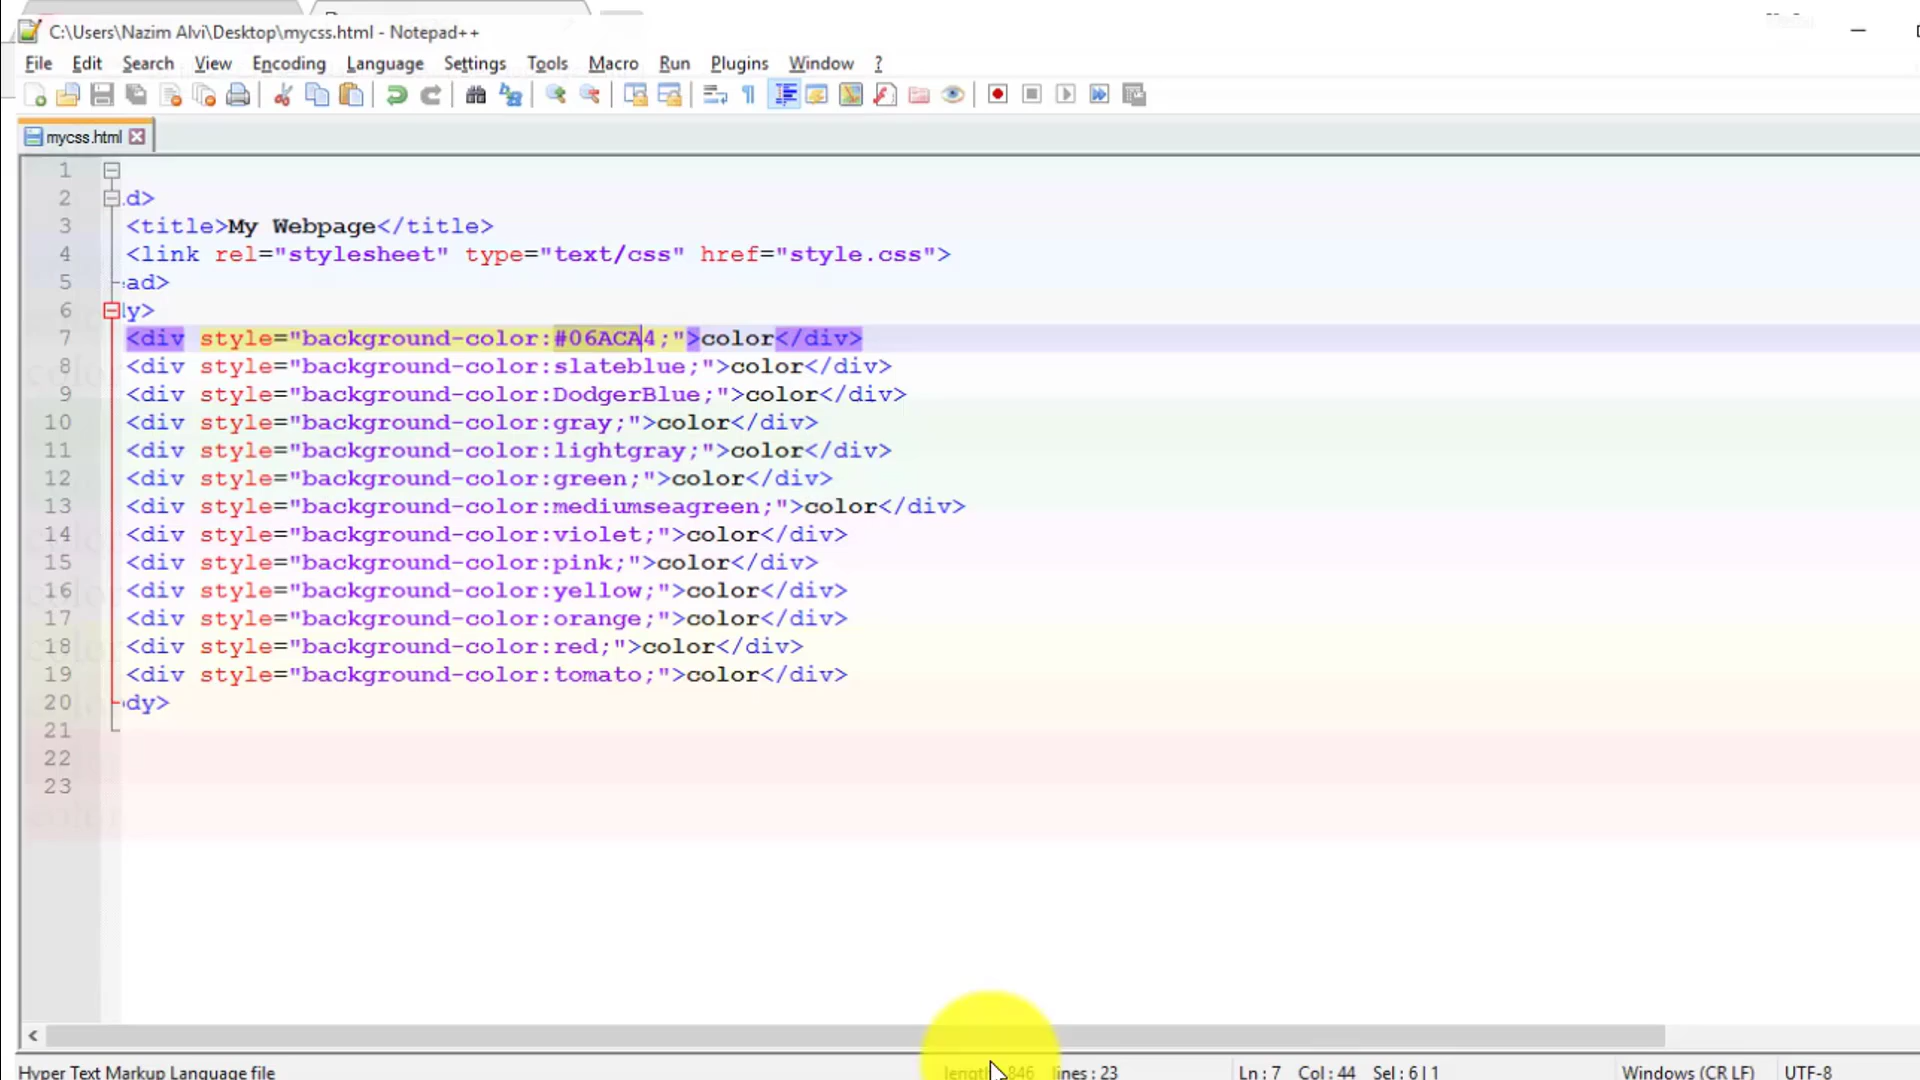 C:\Users\Nazim Alvi\Desktop\mycss.html - Notepad++
File Edit Search View Encoding Language Settings Tools Macro Run Plugins Window ?
mycss.html
1
2 d>
3 <title>My Webpage</title>
4 <link rel="stylesheet" type="text/css" href="style.css">
5 ad>
6 y>
7 <div style="background-color:#06ACA4;">color</div>
8 <div style="background-color:slateblue;">color</div>
9 <div style="background-color:DodgerBlue;">color</div>
10 <div style="background-color:gray;">color</div>
11 <div style="background-color:lightgray;">color</div>
12 <div style="background-color:green;">color</div>
13 <div style="background-color:mediumseagreen;">color</div>
14 <div style="background-color:violet;">color</div>
15 <div style="background-color:pink;">color</div>
16 <div style="background-color:yellow;">color</div>
17 <div style="background-color:orange;">color</div>
18 <div style="background-color:red;">color</div>
19 <div style="background-color:tomato;">color</div>
20 dy>
21
22
23
Hyper Text Markup Language file length 846 lines : 23 Ln : 7 Col : 44 Sel : 6 | 1 Windows (CR LF) UTF-8